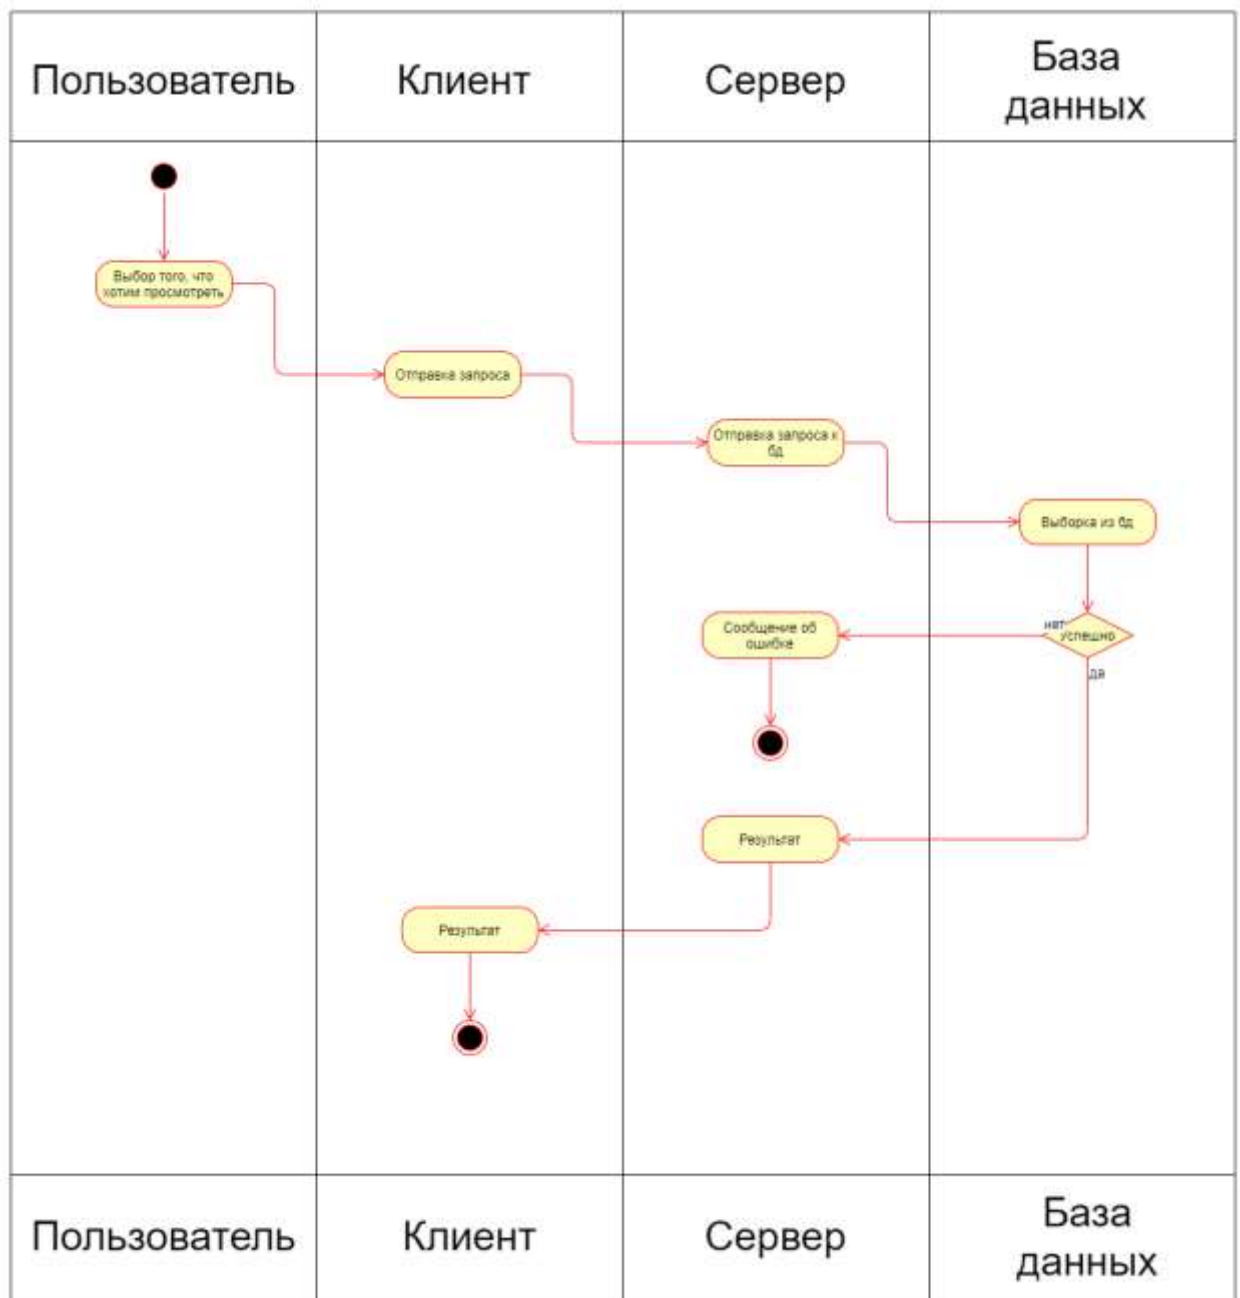 Пользователь
Клиент
Сервер
База
данных
Выбор того, что
хотим просмотреть
Отправка запроса
Отправка запроса к
бд
Выборка из бд
Сообщение об
ошибке
нет
успешно
да
Результат
Результат
Пользователь
Клиент
Сервер
База
данных